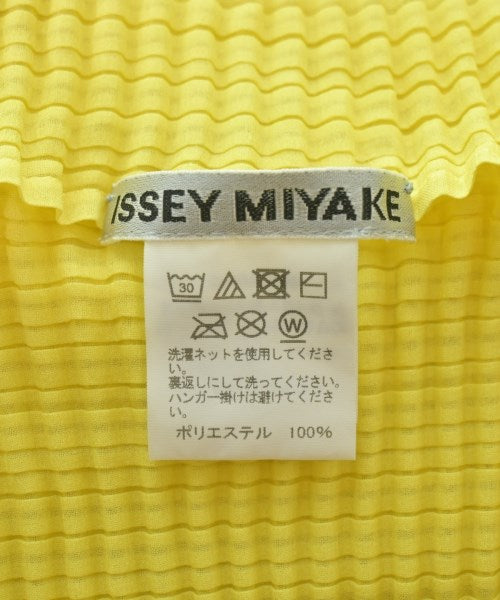 ISSEY MIYAKE
30
W
洗濯ネットを使用してくださ
い。
裏返しにして洗ってください。
ハンガー掛けは避けてくださ
い。
ポリエステル 100%